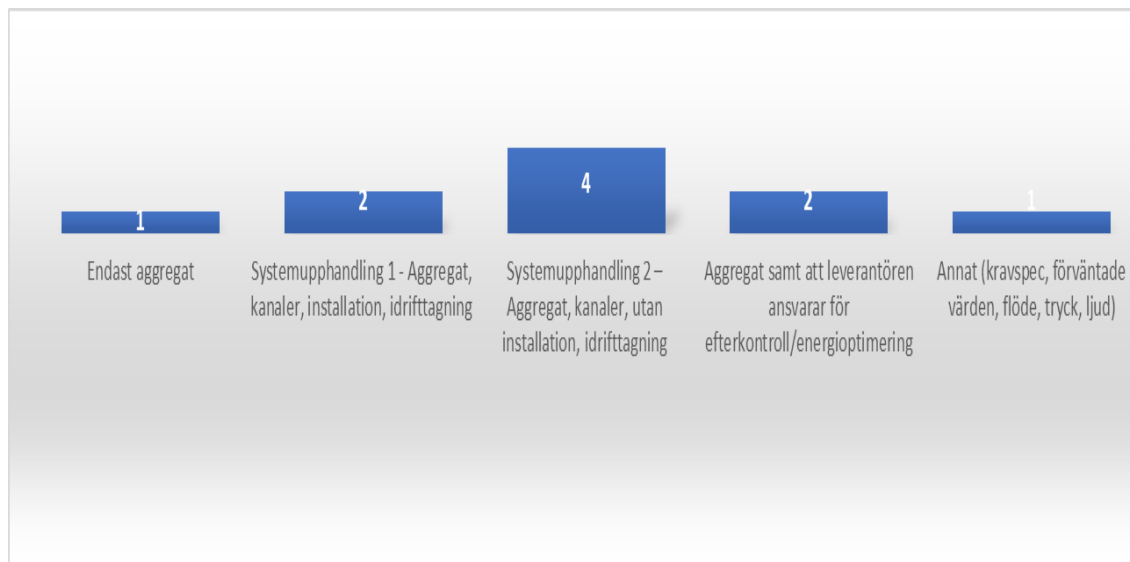 1
2
4
2
1
Endast aggregat
Systemupphandling 1 - Aggregat,
kanaler, installation, idrifttagning
Systemupphandling 2 –
Aggregat, kanaler, utan
installation, idrifttagning
Aggregat samt att leverantören
ansvarar för
efterkontroll/energioptimering
Annat (kravspec, förväntade
värden, flöde, tryck, ljud)